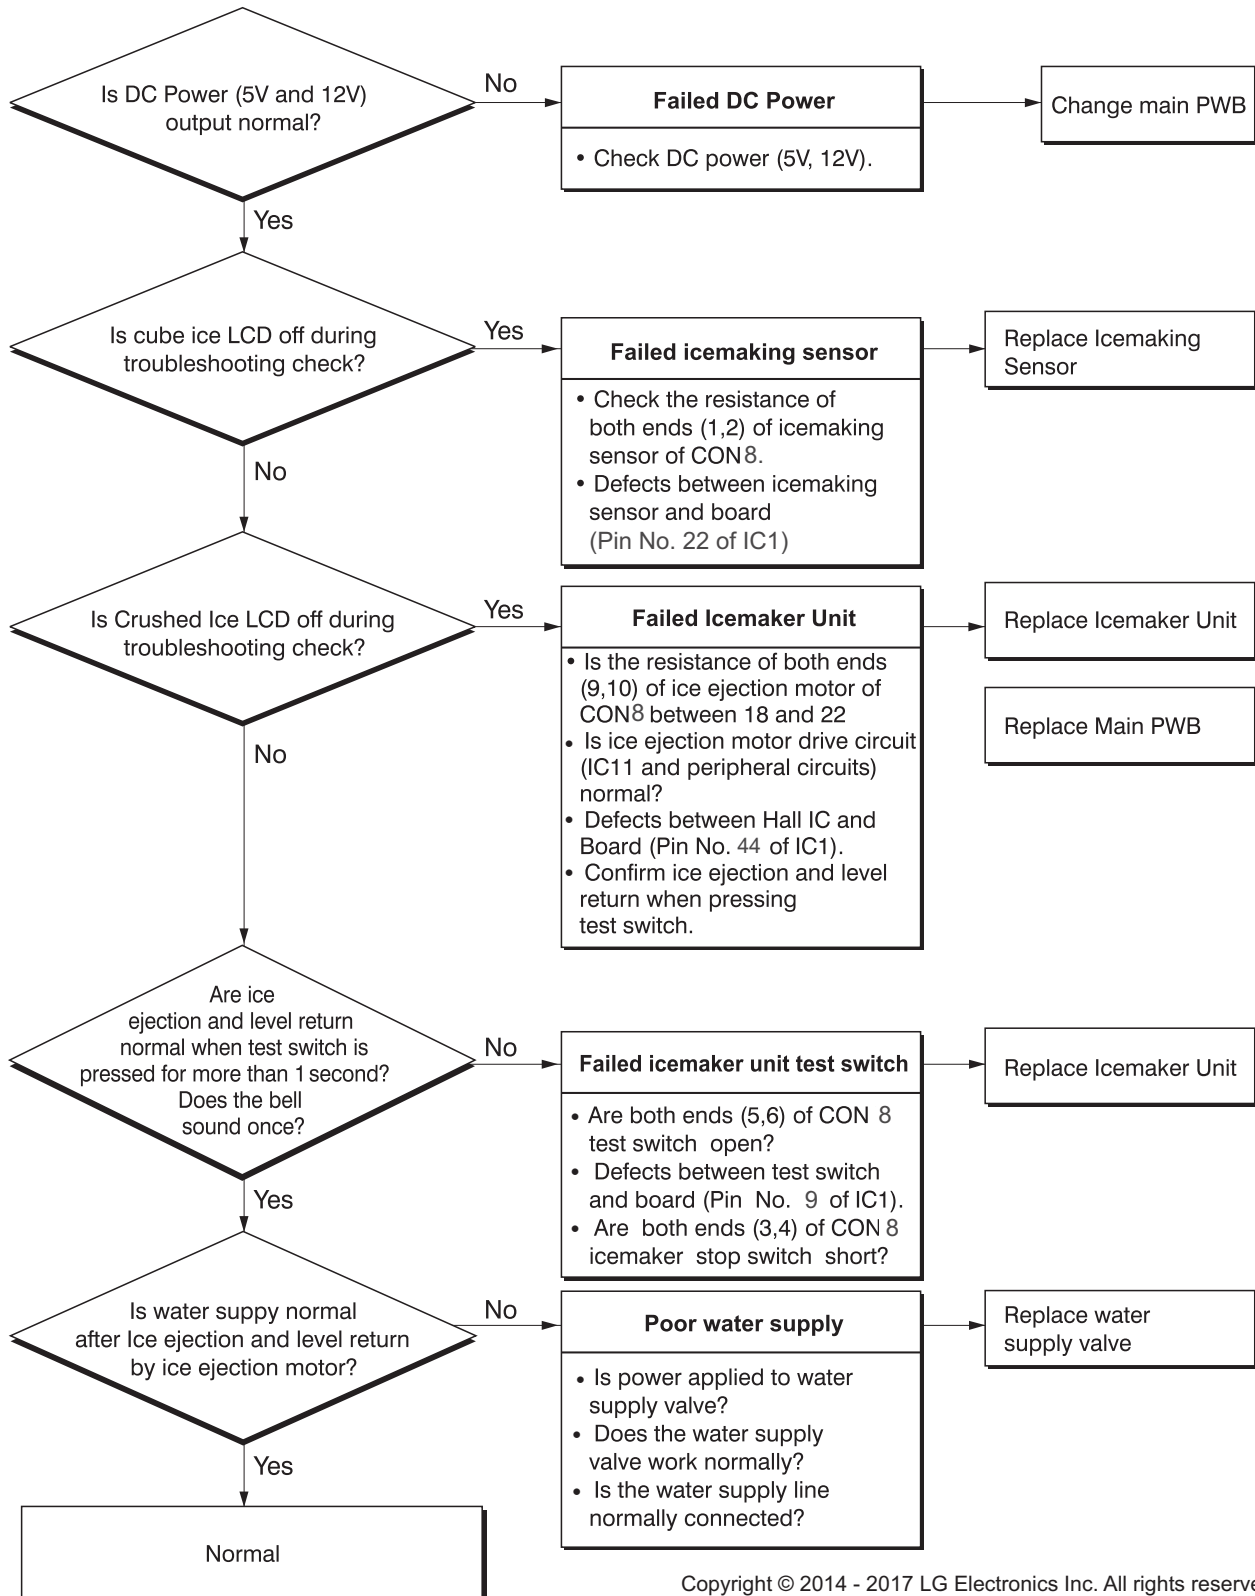 Is DC Power (5V and 12V)
output normal?
No
Failed DC Power
• Check DC power (5V, 12V).
Change main PWB
Yes
Is cube ice LCD off during
troubleshooting check?
Yes
Failed icemaking sensor
• Check the resistance of
both ends (1,2) of icemaking
sensor of CON8.
• Defects between icemaking
sensor and board
(Pin No. 22 of IC1)
Replace Icemaking
Sensor
No
Is Crushed Ice LCD off during
troubleshooting check?
Yes
Failed Icemaker Unit
• Is the resistance of both ends
(9,10) of ice ejection motor of
CON8 between 18 and 22
• Is ice ejection motor drive circuit
(IC11 and peripheral circuits)
normal?
• Defects between Hall IC and
Board (Pin No. 44 of IC1).
• Confirm ice ejection and level
return when pressing
test switch.
Replace Icemaker Unit
Replace Main PWB
No
Are ice
ejection and level return
normal when test switch is
pressed for more than 1 second?
Does the bell
sound once?
No
Failed icemaker unit test switch
• Are both ends (5,6) of CON 8
test switch open?
• Defects between test switch
and board (Pin No. 9 of IC1).
• Are both ends (3,4) of CON 8
icemaker stop switch short?
Replace Icemaker Unit
Yes
Is water suppy normal
after Ice ejection and level return
by ice ejection motor?
No
Poor water supply
• Is power applied to water
supply valve?
• Does the water supply
valve work normally?
• Is the water supply line
normally connected?
Replace water
supply valve
Yes
Normal
Copyright © 2014 - 2017 LG Electronics Inc. All rights reserve